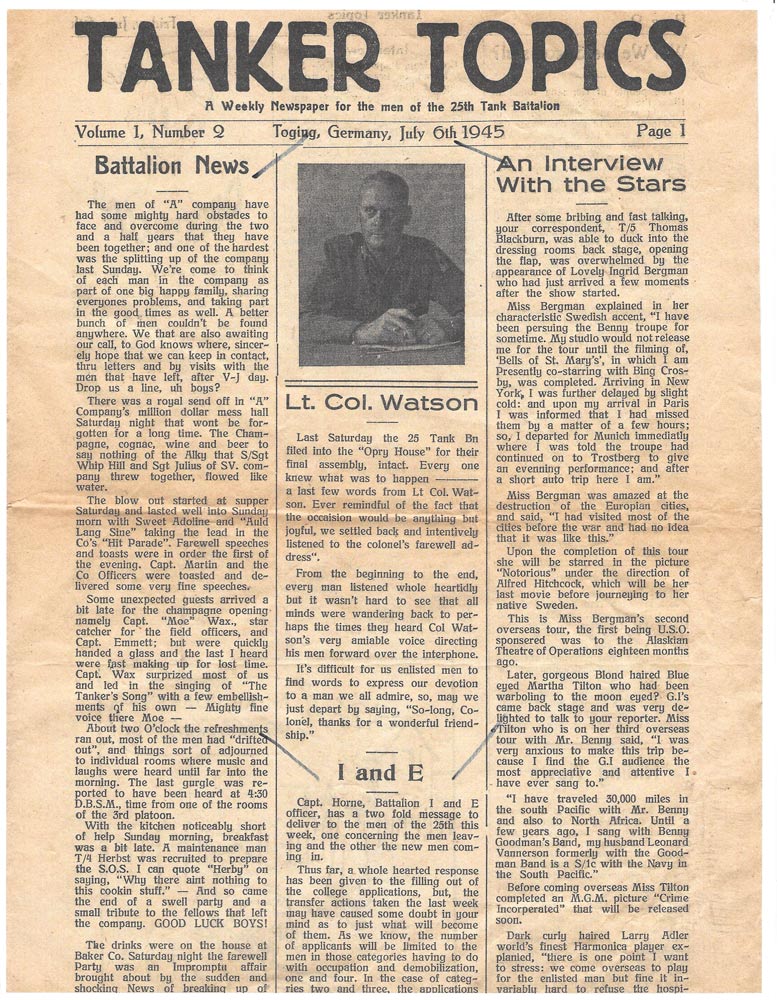 TANKER TOPICS
A Weekly Newspaper for the men of the 25th Tank Battalion
Volume 1, Number 2 Toging, Germany, July 6th 1945 Page 1
Battalion News
The men of "A" company have
had some mighty hard obstacles to
face and overcome during the two
and a half years that they have
been together; and one of the hardest
was the splitting up of the company
last Sunday. We're come to think
of each man in the company as
part of one big happy family, sharing
everyones problems, and taking part
in the good times as well. A better
bunch of men couldn't be found
anywhere. We that are also awaiting
our call, to God knows where, sincer-
ely hope that we can keep in contact,
thru letters and by visits with the
men that have left, after V-J day.
Drop us a line, uh boys?
There was a royal send off in "A"
Company's million dollar mess hall
Saturday night that wont be for-
gotten for a long time. The Cham-
pagne, cognac, wine and beer to
say nothing of the Alky that S/Sgt
Whip Hill and Sgt Julius of SV. com-
pany threw together, flowed like
water.
The blow out started at supper
Saturday and lasted well into Sunday
morn with Sweet Adoline and "Auld
Lang Sine" taking the lead in the
Co's "Hit Parade". Farewell speeches
and toasts were in order the first of
the evening. Capt. Martin and the
Co Officers were toasted and de-
livered some very fine speeches.
Some unexpected guests arrived a
bit late for the champagne opening
namely Capt. "Moe" Wax., star
catcher for the field officers, and
Capt. Emmett; but were quickly
handed a glass and the last I heard
were fast making up for lost time.
Capt. Wax surprized most of us
and led in the singing of "The
Tanker's Song" with a few embellish-
ments of his own — Mighty fine
voice there Moe —
About two O'clock the refreshments
ran out, most of the men had "drifted
out", and things sort of adjourned
to individual rooms where music and
laughs were heard until far into the
morning. The last gurgle was re-
ported to have been heard at 4:30
D.B.S.M., time from one of the rooms
of the 3rd platoon.
With the kitchen noticeably short
of help Sunday morning, breakfast
was a bit late. A maintenance man
T/4 Herbst was recruited to prepare
the S.O.S. I can quote "Herby" on
saying, "Why there aint nothing to
this cookin stuff." — And so came
the end of a swell party and a
small tribute to the fellows that left
the company. GOOD LUCK BOYS!
The drinks were on the house at
Baker Co. Saturday night the farewell
Party was an Impromptu affair
brought about by the sudden and
shocking News of breaking up of
Lt. Col. Watson
Last Saturday the 25 Tank Bn
filed into the "Opry House" for their
final assembly, intact. Every one
knew what was to happen ———
a last few words from Lt Col. Wat-
son. Ever remindful of the fact that
the occaision would be anything but
joyful, we settled back and intentively
listened to the colonel's farewell ad-
dress".
From the beginning to the end,
every man listened whole heartidly
but it wasn't hard to see that all
minds were wandering back to per-
haps the times they heard Col Wat-
son's very amiable voice directing
his men forward over the interphone.
It's difficult for us enlisted men to
find words to express our devotion
to a man we all admire, so, may we
just depart by saying, "So-long, Co-
lonel, thanks for a wonderful friend-
ship."
I and E
Capt. Horne, Battalion I and E
officer, has a two fold message to
deliver to the men of the 25th this
week, one concerning the men leav-
ing and the other the new men com-
ing in.
Thus far, a whole hearted response
has been given to the filling out of
the college applications, but, the
transfer actions taken the last week
may have caused some doubt in your
mind as to just what will become
of them. As we know, the number
of applicants will be limited to the
men in those categories having to do
with occupation and demobilization,
one and four. In the case of catego-
ries two and three, the applications
An Interview
With the Stars
After some bribing and fast talking,
your correspondent, T/5 Thomas
Blackburn, was able to duck into the
dressing rooms back stage, opening
the flap, was overwhelmed by the
appearance of Lovely Ingrid Bergman
who had just arrived a few moments
after the show started.
Miss Bergman explained in her
characteristic Swedish accent, "I have
been persuing the Benny troupe for
sometime. My studio would not release
me for the tour until the filming of,
'Bells of St. Mary's', in which I am
Presently co-starring with Bing Cros-
by, was completed. Arriving in New
York, I was further delayed by slight
cold: and upon my arrival in Paris
I was informed that I had missed
them by a matter of a few hours;
so, I departed for Munich immediatly
where I was told the troupe had
continued on to Trostberg to give
an evenning performance; and after
a short auto trip here I am."
Miss Bergman was amazed at the
destruction of the Europian cities,
and said, "I had visited most of the
cities before the war and had no idea
that it was like this."
Upon the completion of this tour
she will be starred in the picture
"Notorious" under the direction of
Alfred Hitchcock, which will be her
last movie before journeying to her
native Sweden.
This is Miss Bergman's second
overseas tour, the first being U.S.O.
sponsered was to the Alaskian
Theatre of Operations eighteen months
ago.
Later, gorgeous Blond haired Blue
eyed Martha Tilton who had been
warboling to the moon eyed? G.I's
came back stage and was very de-
lighted to talk to your reporter. Miss
Tilton who is on her third overseas
tour with Mr. Benny said, "I was
very anxious to make this trip be-
cause I find the G.I audience the
most appreciative and attentive I
have ever sang to."
"I have traveled 30,000 miles in
the south Pacific with Mr. Benny
and also to North Africa. Until a
few years ago, I sang with Benny
Goodman's Band, my husband Leonard
Vannerson formerly with the Good-
man Band is a S/1c with the Navy in
the South Pacific."
Before coming overseas Miss Tilton
completed an M.G.M. picture "Crime
Incorperated" that will be released
soon.
Dark curly haired Larry Adler
world's finest Harmonica player ex-
planied, "there is one point I want
to stress: we come overseas to play
for the enlisted man but fine it in-
variably hard to refuse the hospi-